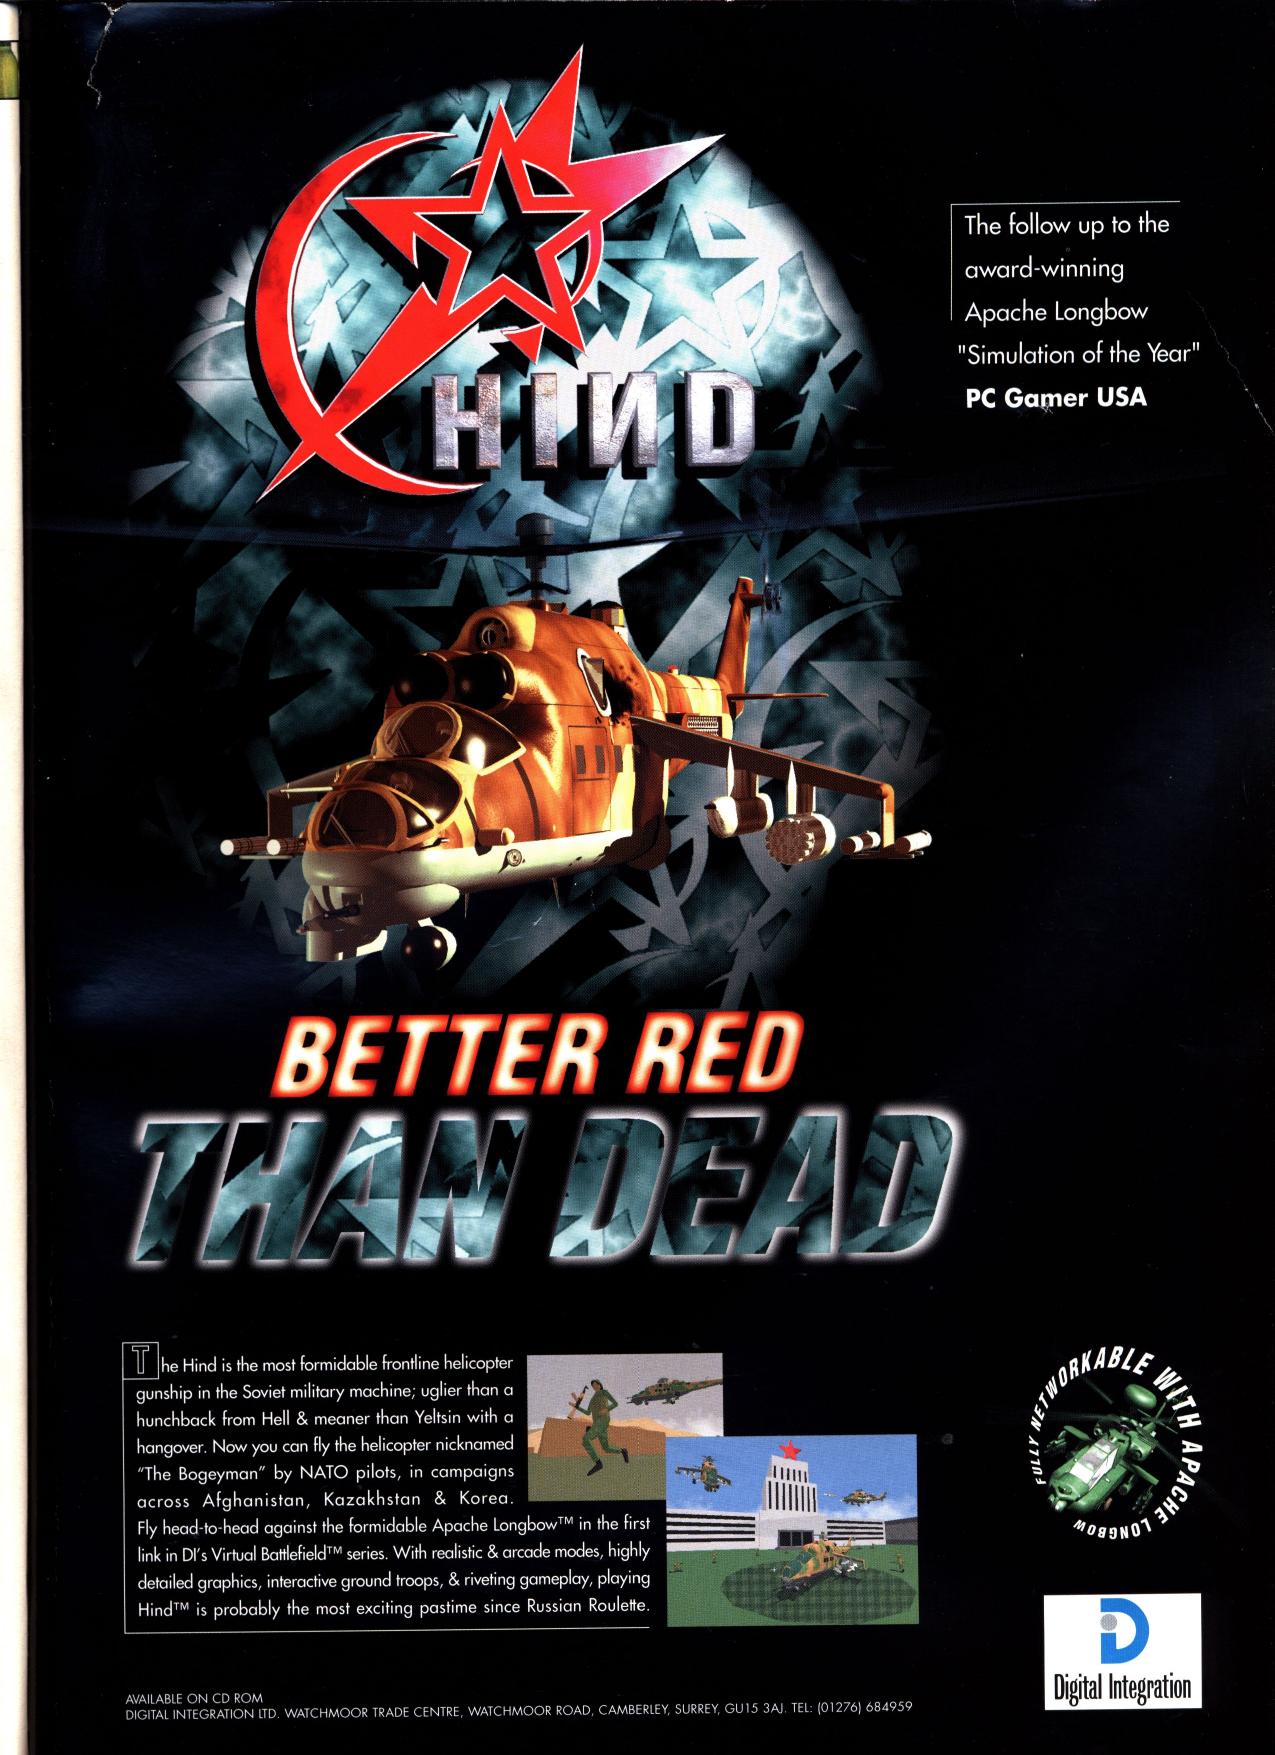 The follow up to the
award-winning
Apache Longbow
"Simulation of the Year"
PC Gamer USA
HIИD
BETTER RED
THAN DEAD
The Hind is the most formidable frontline helicopter
gunship in the Soviet military machine; uglier than a
hunchback from Hell & meaner than Yeltsin with a
hangover. Now you can fly the helicopter nicknamed
"The Bogeyman" by NATO pilots, in campaigns
across Afghanistan, Kazakhstan & Korea.
Fly head-to-head against the formidable Apache Longbow™ in the first
link in DI's Virtual Battlefield™ series. With realistic & arcade modes, highly
detailed graphics, interactive ground troops, & riveting gameplay, playing
Hind™ is probably the most exciting pastime since Russian Roulette.
FULLY NETWORKABLE WITH APACHE LONGBOW
Digital Integration
AVAILABLE ON CD ROM
DIGITAL INTEGRATION LTD. WATCHMOOR TRADE CENTRE, WATCHMOOR ROAD, CAMBERLEY, SURREY, GU15 3AJ. TEL: (01276) 684959